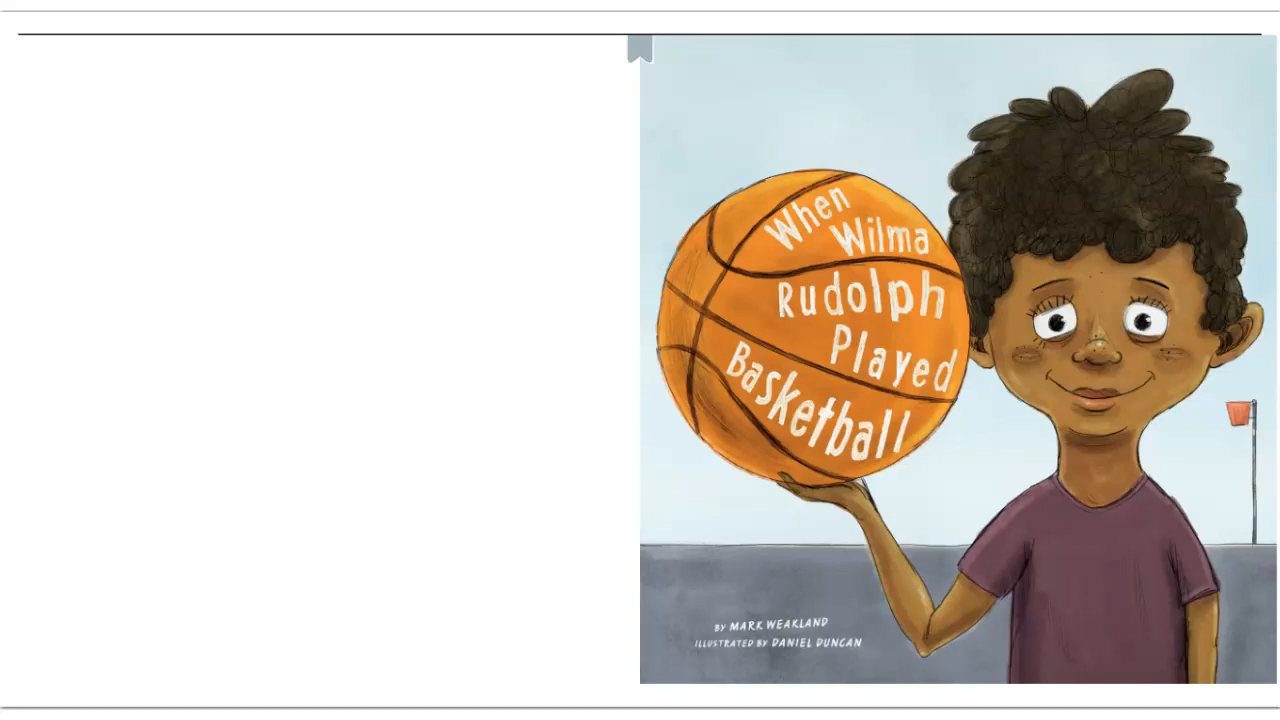 When
Wilma
Rudolph
Played
Basketball
BY MARK WEAKLAND
ILLUSTRATED BY DANIEL DUNCAN